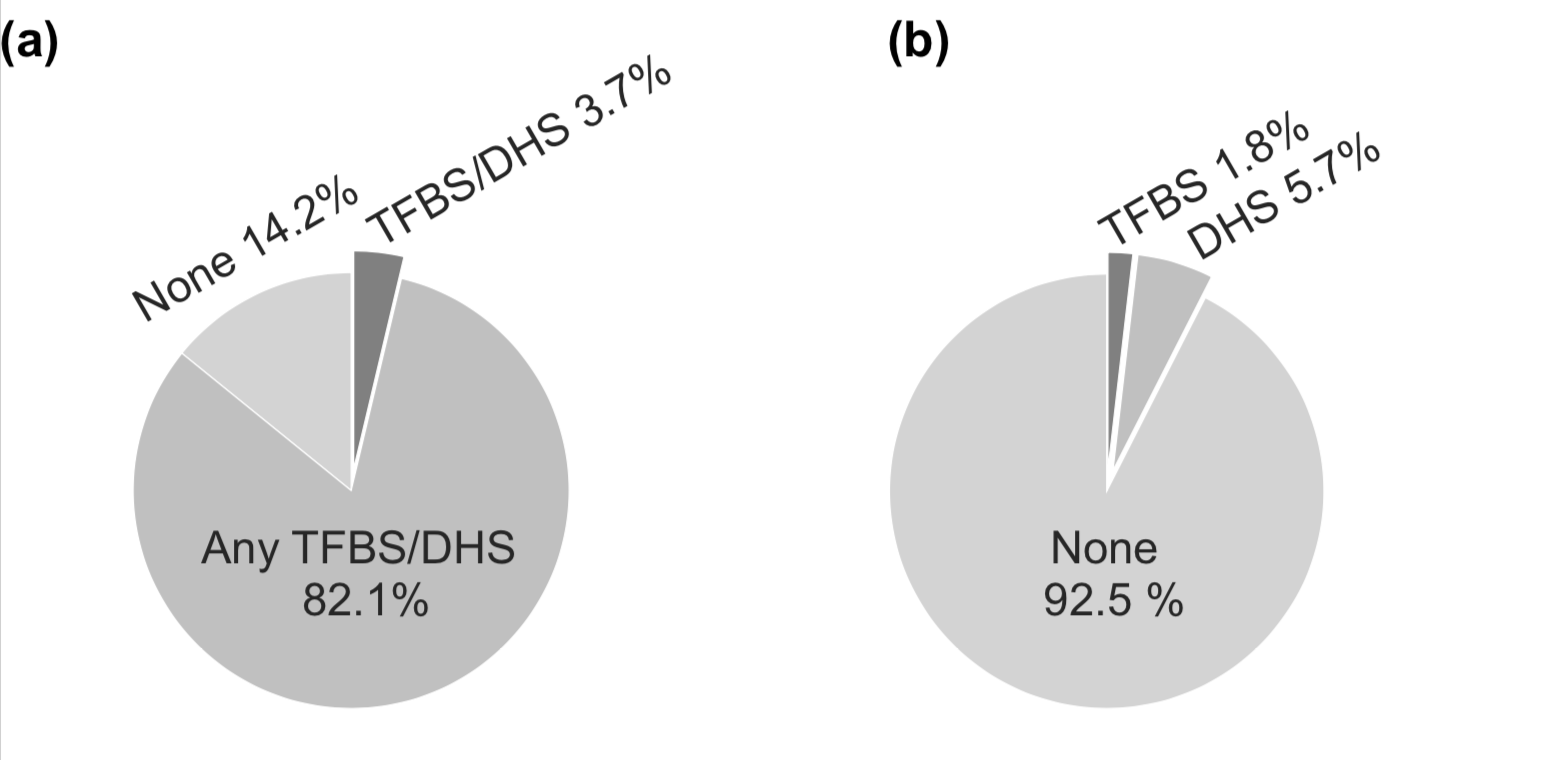 (a)
None 14.2%
TFBS/DHS 3.7%
Any TFBS/DHS
82.1%
(b)
TFBS 1.8%
DHS 5.7%
None
92.5 %